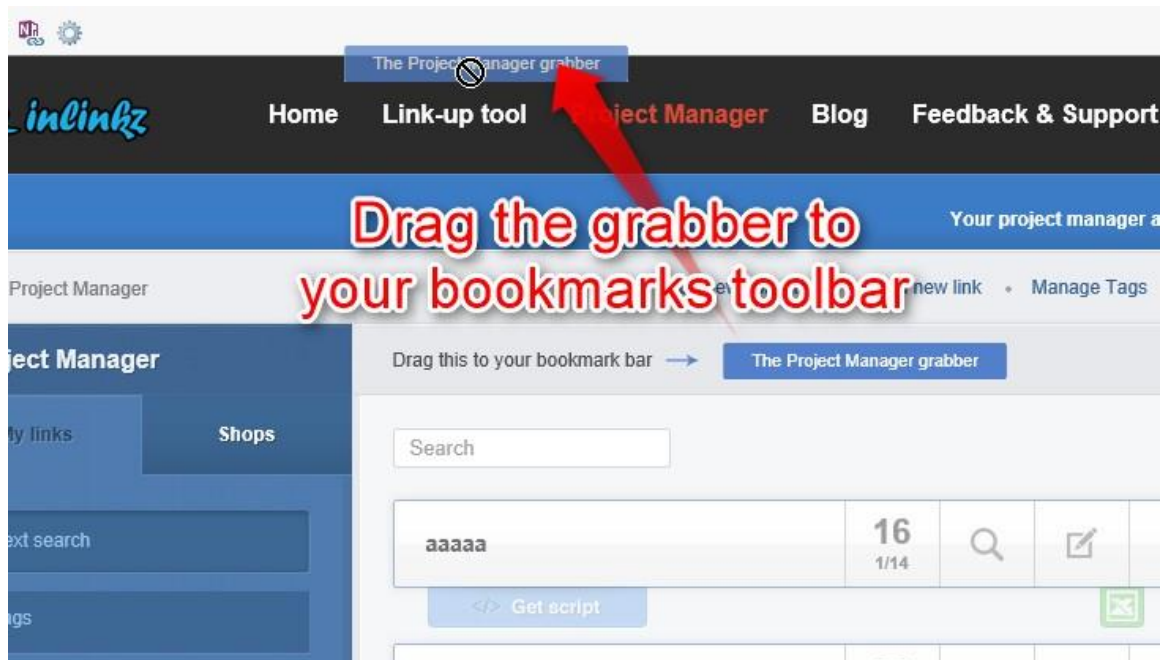 The Project Manager grabber
inlinkz
Home Link-up tool Project Manager Blog Feedback & Support
Drag the grabber to
your bookmarks toolbar
Your project manager a
Project Manager
new link • Manage Tags
ject Manager
Drag this to your bookmark bar → The Project Manager grabber
My links Shops
Search
ext search
aaaaa
16
1/14
</> Get script
ags